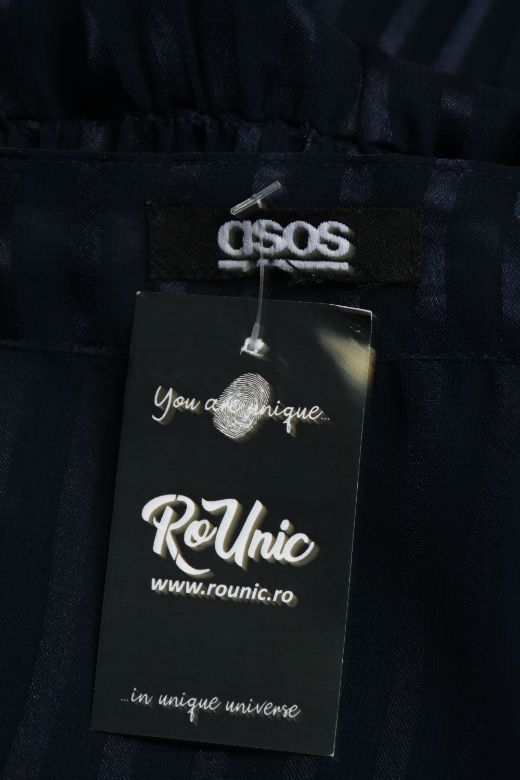 asos
You are unique...
RoUnic
www.rounic.ro
...in unique universe